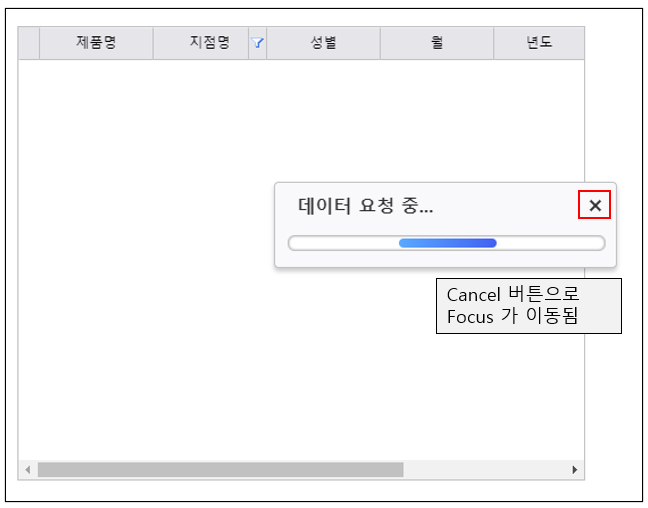 제품명 지점명 성별 월 년도
데이터 요청 중...
Cancel 버튼으로
Focus 가 이동됨